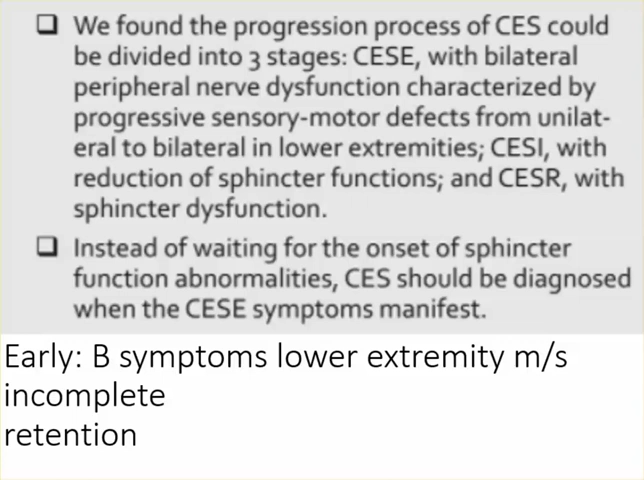 ❑ We found the progression process of CES could
be divided into 3 stages: CESE, with bilateral
peripheral nerve dysfunction characterized by
progressive sensory-motor defects from unilat-
eral to bilateral in lower extremities; CESI, with
reduction of sphincter functions; and CESR, with
sphincter dysfunction.
❑ Instead of waiting for the onset of sphincter
function abnormalities, CES should be diagnosed
when the CESE symptoms manifest.
Early: B symptoms lower extremity m/s
incomplete
retention